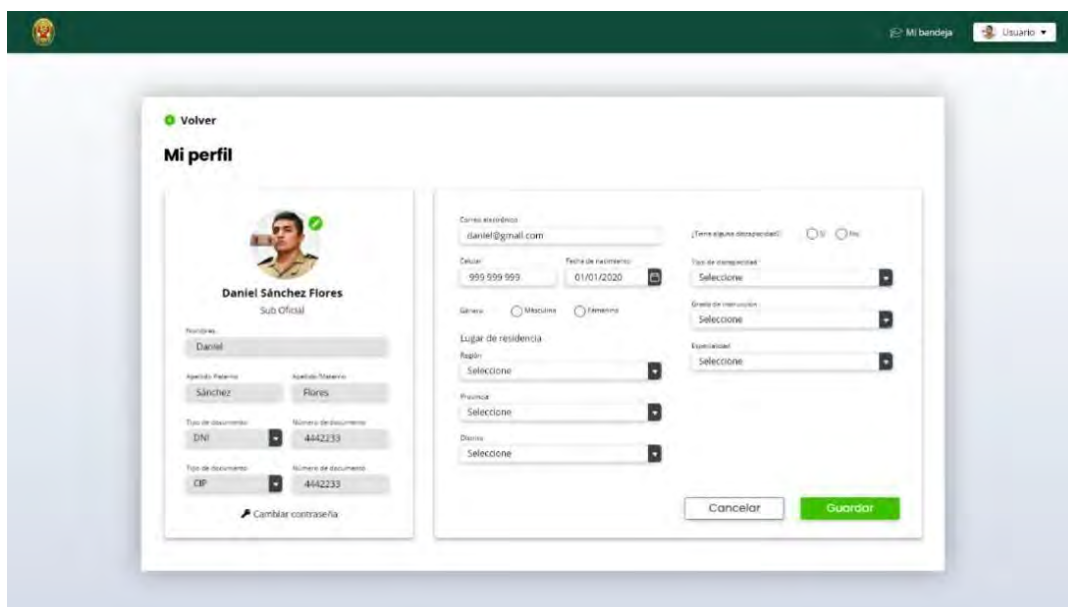 Mi bandeja
Usuario
Volver
Mi perfil
Daniel Sánchez Flores
Sub Oficial
Nombres
Daniel
Apellido Paterno
Apellido Materno
Sánchez
Flores
Tipo de documento
Número de documento
DNI
4442233
Tipo de documento
Número de documento
CIP
4442233
Cambiar contraseña
Correo electrónico
daniel@gmail.com
Celular
Fecha de nacimiento
999 999 999
01/01/2020
Género
Masculino
Femenino
Lugar de residencia
Región
Seleccione
Provincia
Seleccione
Distrito
Seleccione
¿Tiene alguna discapacidad?
Si
No
Tipo de discapacidad
Seleccione
Grado de instrucción
Seleccione
Especialidad
Seleccione
Cancelar
Guardar